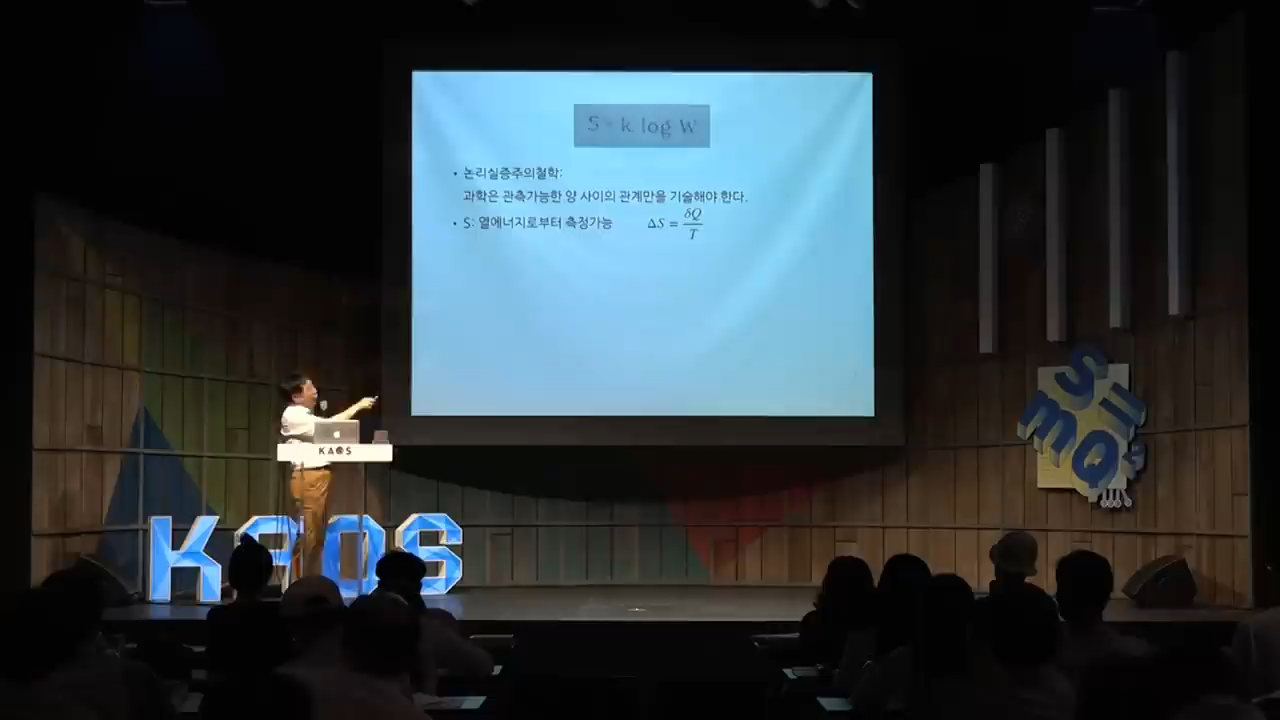 S = k. log W
• 논리실증주의철학:
과학은 관측가능한 양 사이의 관계만을 기술해야 한다.
• S: 열에너지로부터 측정가능 ΔS = δQ / T
KAOS
KAOS